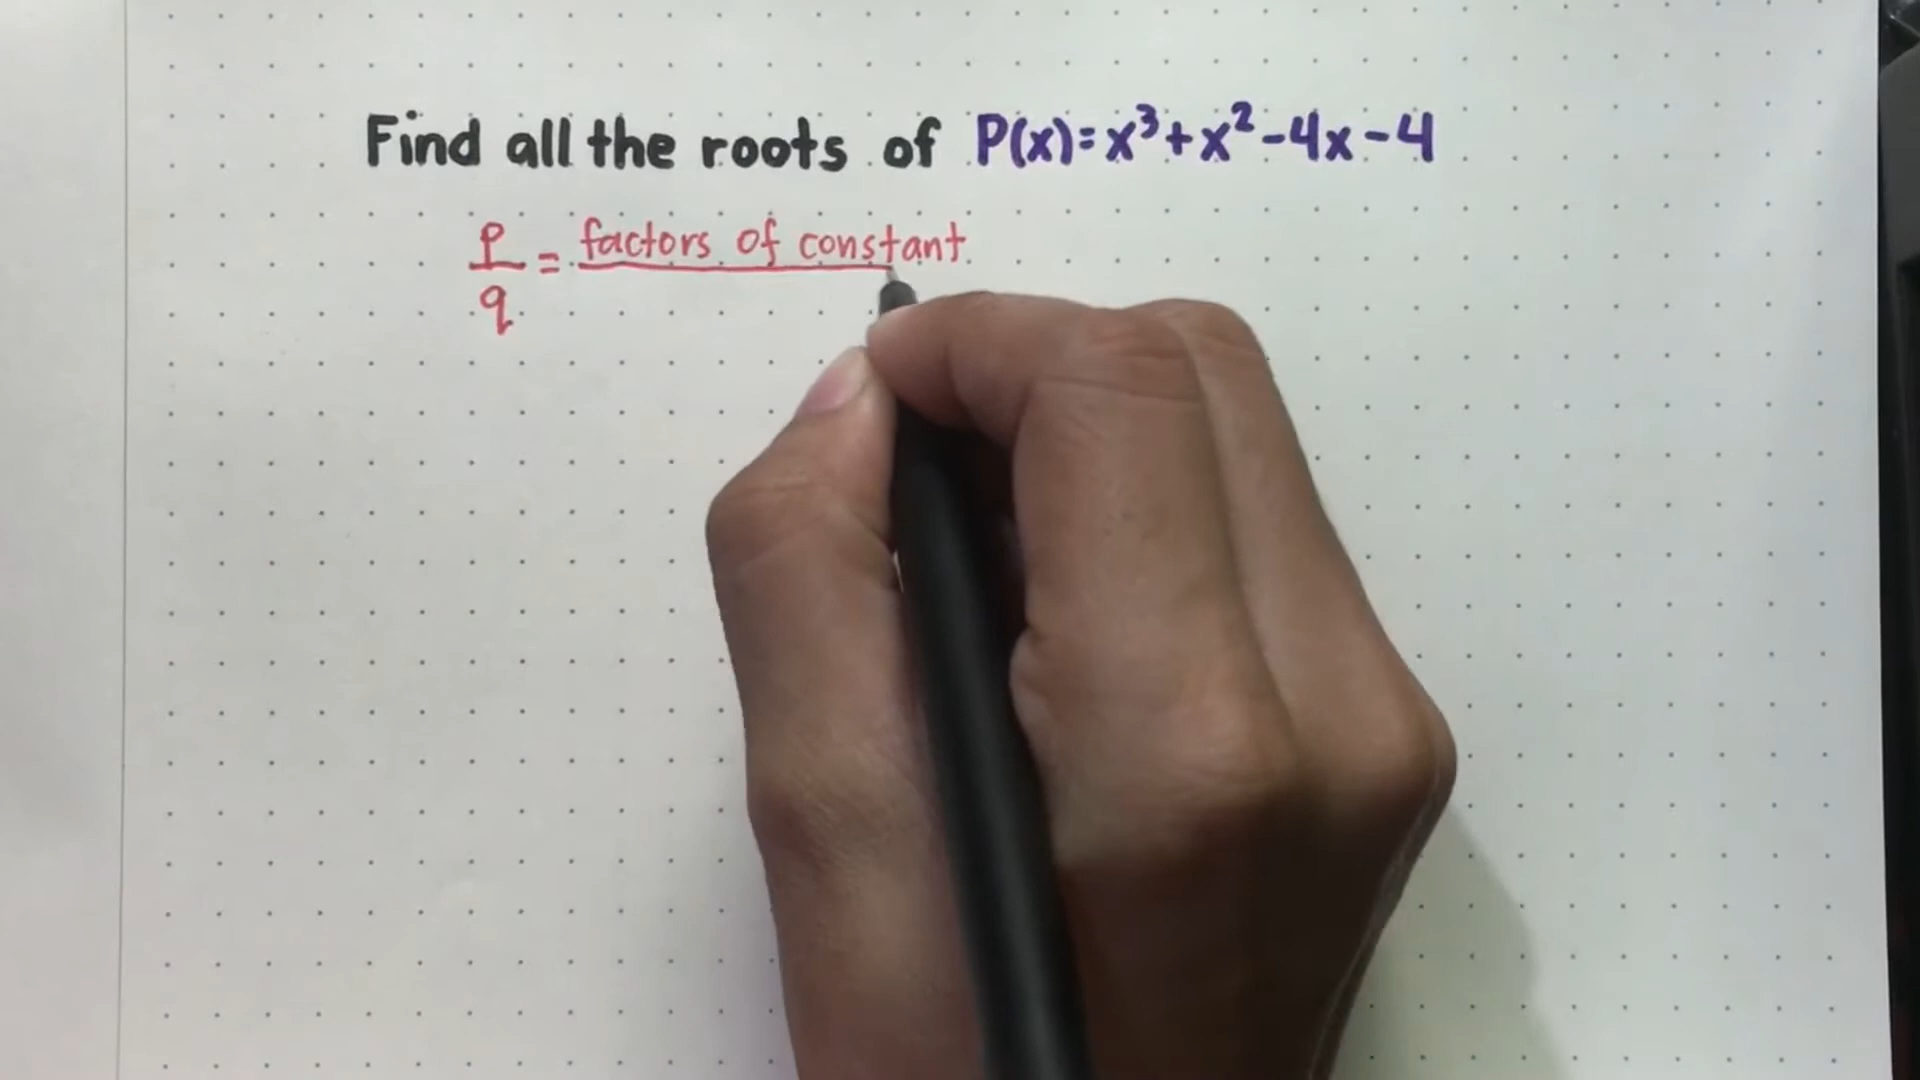 Find all the roots of P(x)=x³+x²-4x-4
p/q = factors of constant